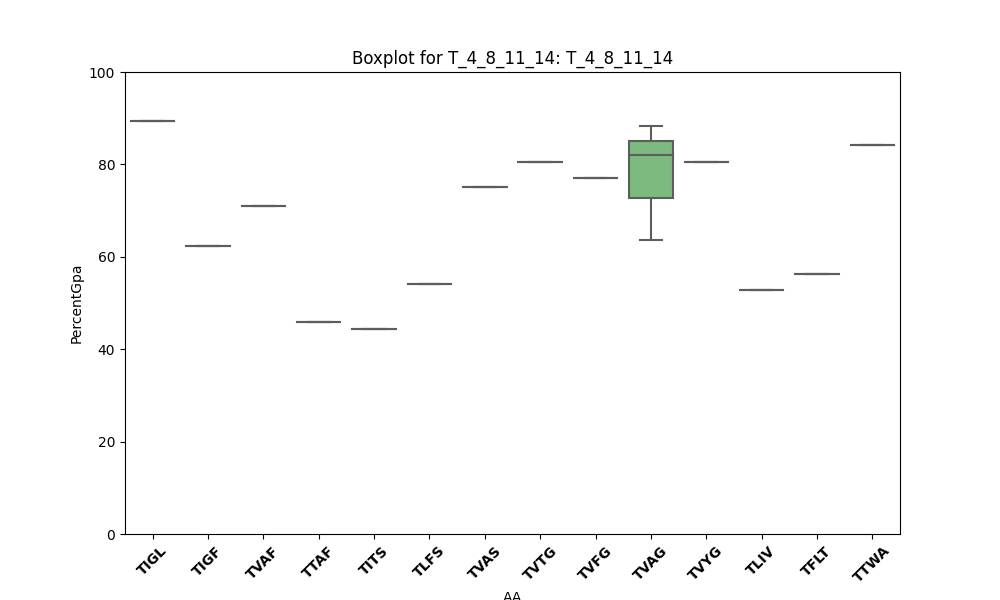 Boxplot for T_4_8_11_14: T_4_8_11_14
100
80
60
40
20
0
PercentGpa
TIGL TIGF TVAF TTAF TITS TLFS TVAS TVTG TVFG TVAG TVYG TLIV TFLT TTWA
AA